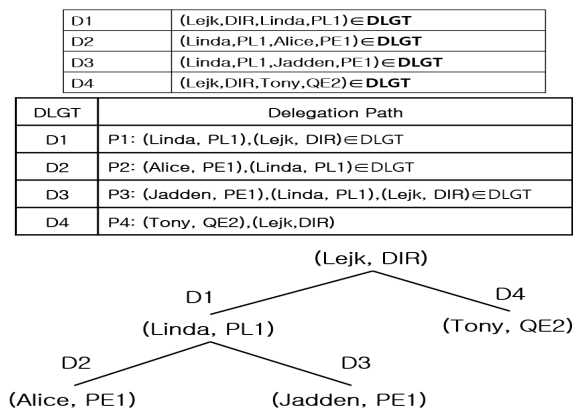 D1 (Lejk,DIR,Linda,PL1)∈DLGT
D2 (Linda,PL1,Alice,PE1)∈DLGT
D3 (Linda,PL1,Jadden,PE1)∈DLGT
D4 (Lejk,DIR,Tony,QE2)∈DLGT
DLGT Delegation Path
D1 P1: (Linda, PL1),(Lejk, DIR)∈DLGT
D2 P2: (Alice, PE1),(Linda, PL1)∈DLGT
D3 P3: (Jadden, PE1),(Linda, PL1),(Lejk, DIR)∈DLGT
D4 P4: (Tony, QE2),(Lejk,DIR)
(Lejk, DIR)
D1 D4
(Linda, PL1) (Tony, QE2)
D2 D3
(Alice, PE1) (Jadden, PE1)